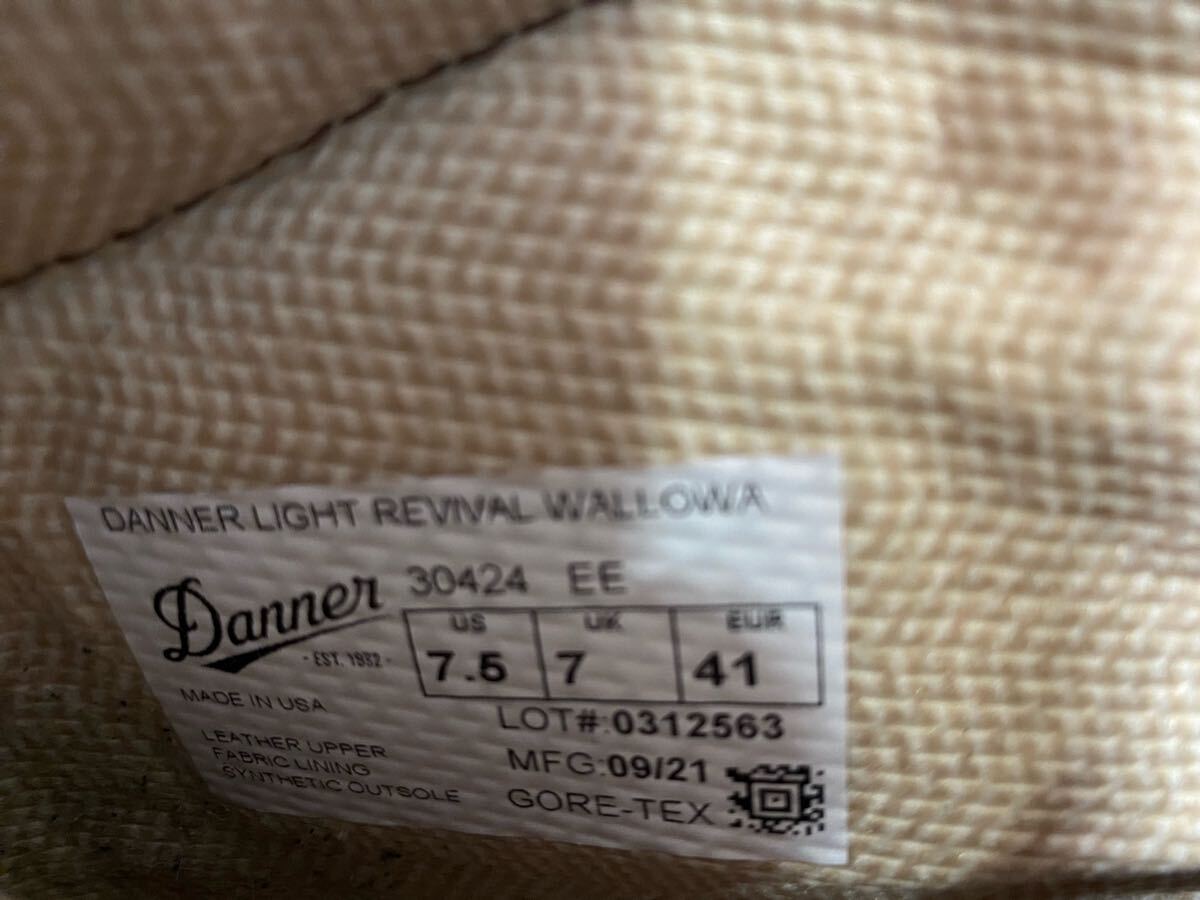 DANNER LIGHT REVIVAL WALLOWA
Danner 30424 EE
- EST. 1932 -
US UK EUR
7.5 7 41
MADE IN USA
LOT#:0312563
LEATHER UPPER
FABRIC LINING
SYNTHETIC OUTSOLE
MFG:09/21
GORE-TEX